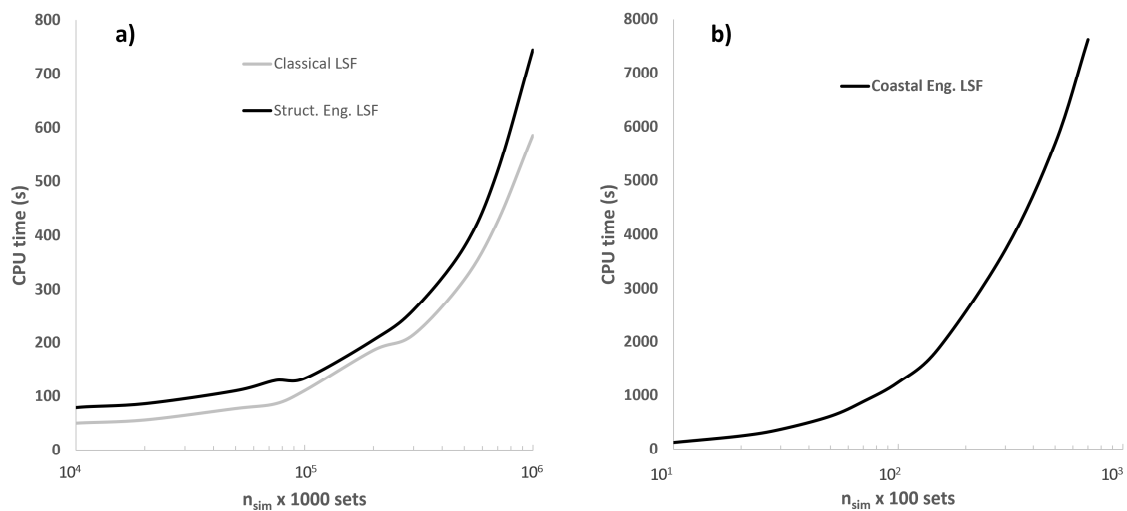 a)
800
700
600
500
400
300
200
100
0
CPU time (s)
Classical LSF
Struct. Eng. LSF
10⁴
10⁵
10⁶
n_sim x 1000 sets
b)
8000
7000
6000
5000
4000
3000
2000
1000
0
CPU time (s)
Coastal Eng. LSF
10¹
10²
10³
n_sim x 100 sets